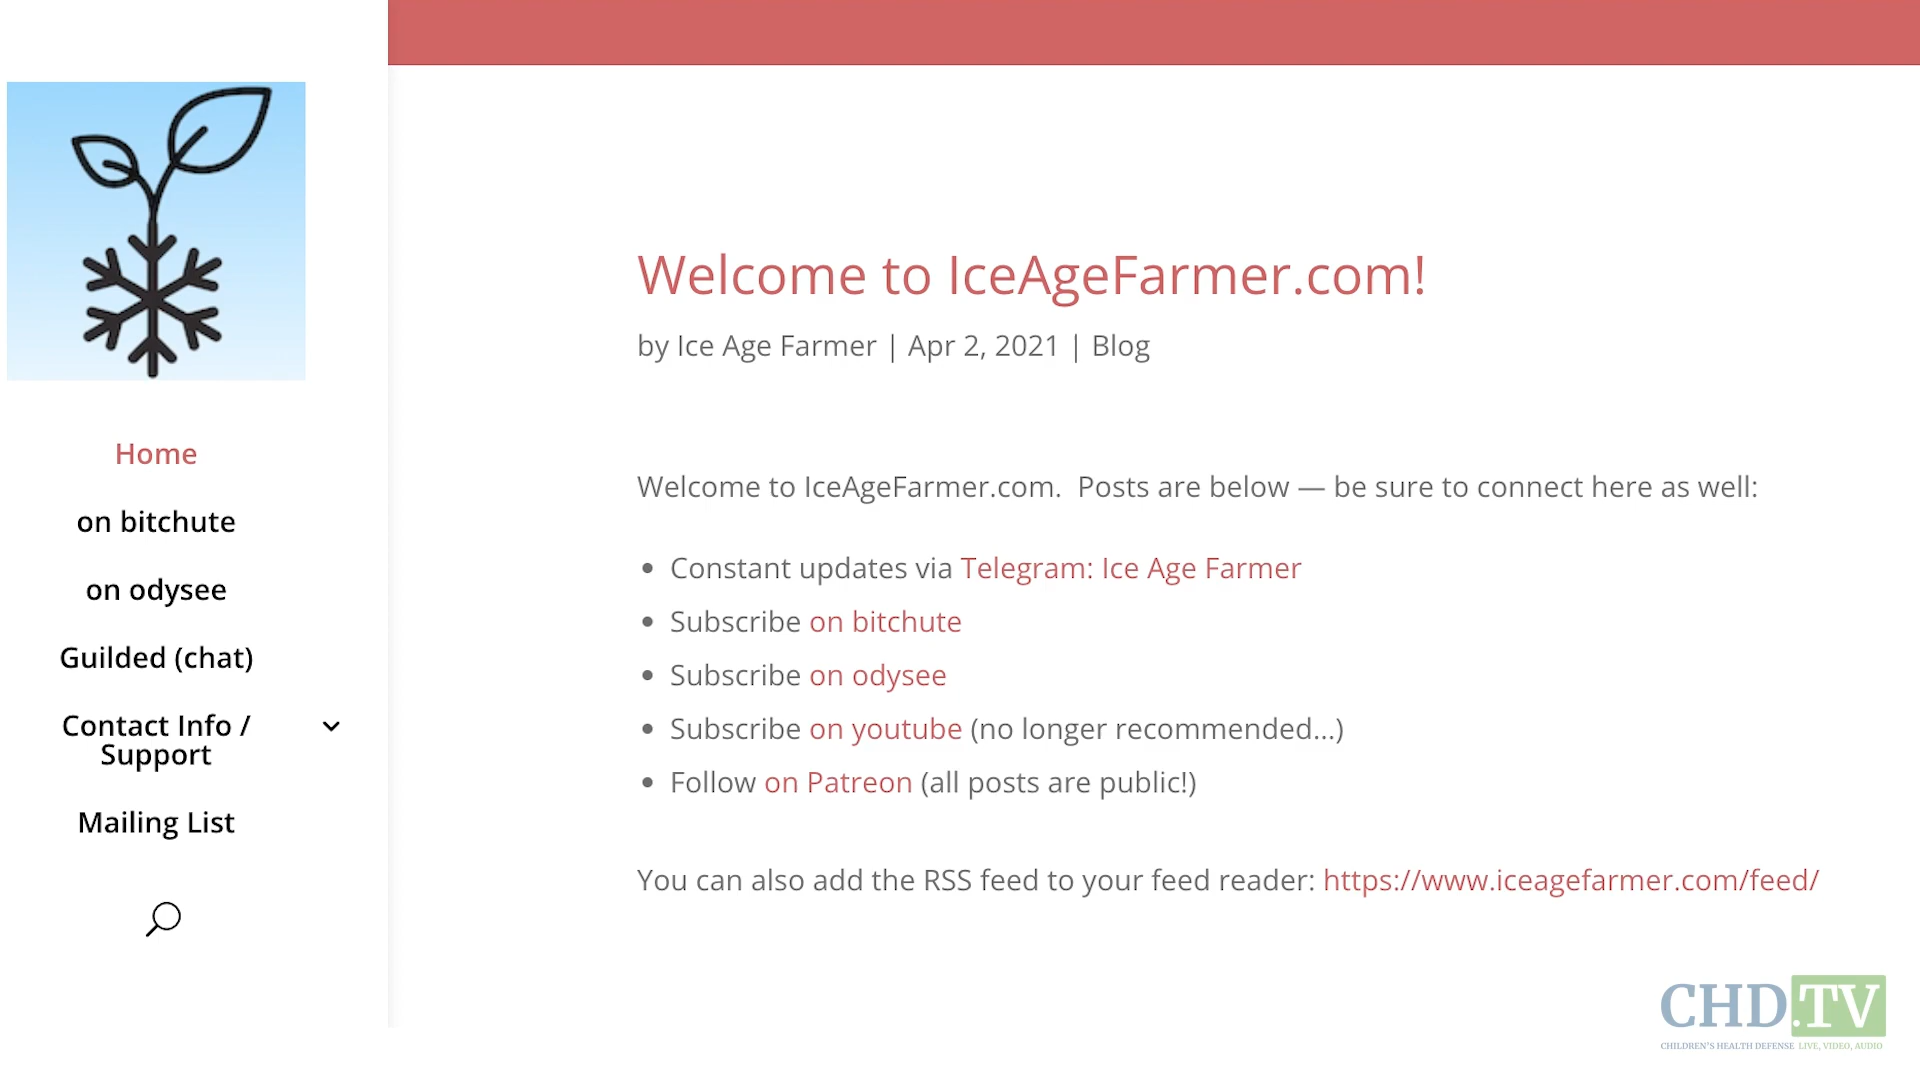 Home
on bitchute
on odysee
Guilded (chat)
Contact Info /
Support
Mailing List
Welcome to IceAgeFarmer.com!
by Ice Age Farmer | Apr 2, 2021 | Blog
Welcome to IceAgeFarmer.com.  Posts are below — be sure to connect here as well:
• Constant updates via Telegram: Ice Age Farmer
• Subscribe on bitchute
• Subscribe on odysee
• Subscribe on youtube (no longer recommended...)
• Follow on Patreon (all posts are public!)
You can also add the RSS feed to your feed reader: https://www.iceagefarmer.com/feed/
CHD.TV
CHILDREN'S HEALTH DEFENSE LIVE, VIDEO, AUDIO